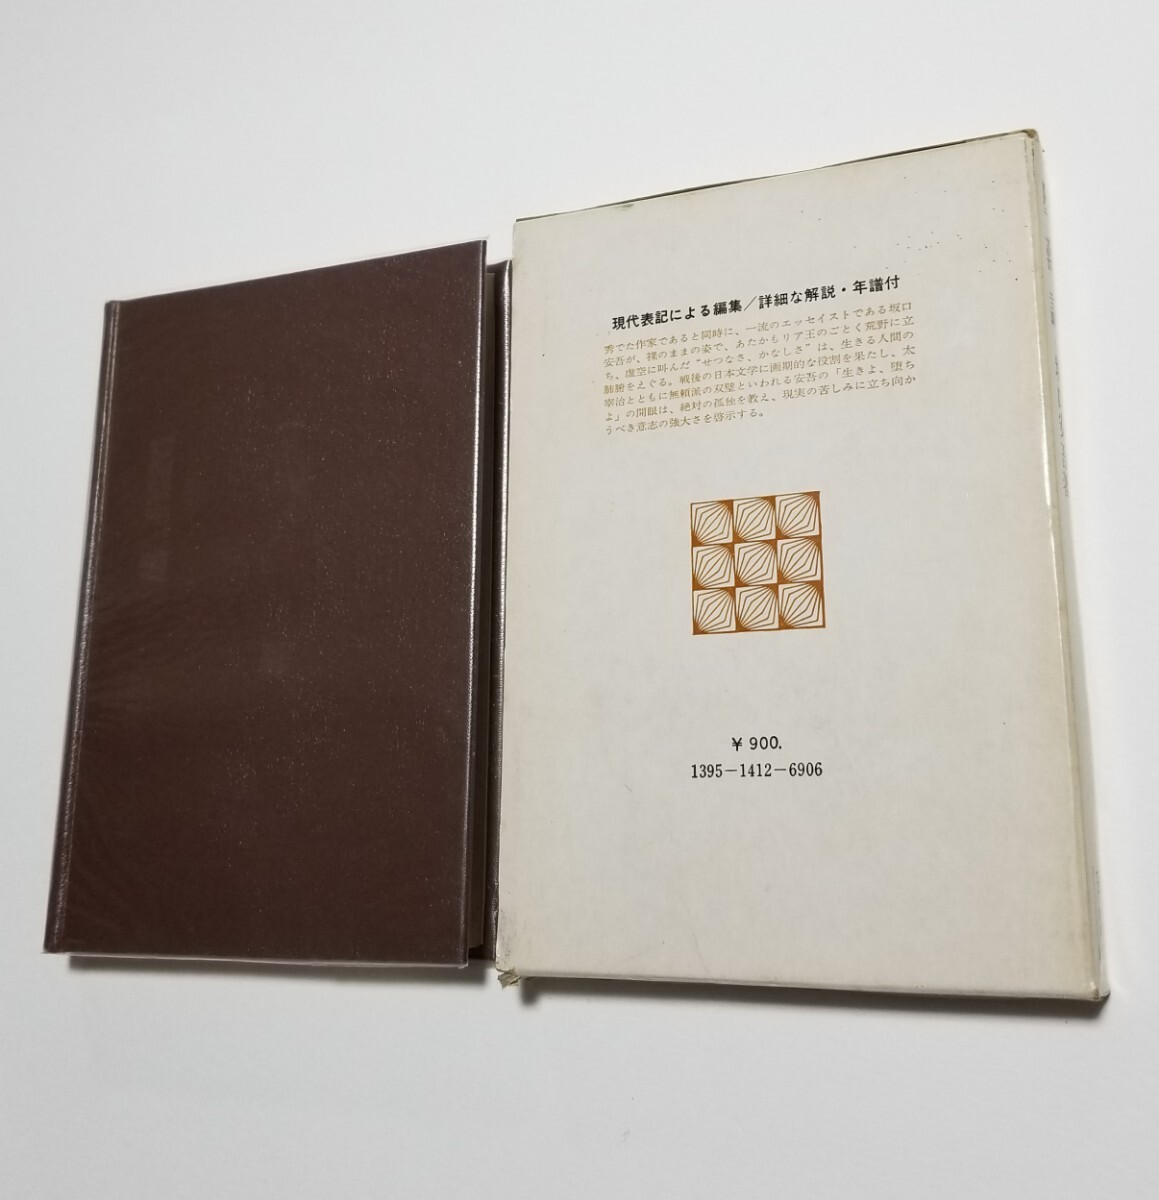 現代表記による編集/詳細な解説・年譜付
秀でた作家であると同時に、一流のエッセイストである坂口
安吾が、裸のままの姿で、あたかもリア王のごとく荒野に立
ち、虚空に叫んだ“せつなさ、かなしさ”は、生きる人間の
肺腑をえぐる。戦後の日本文学に画期的な役割を果たし、太
宰治とともに無頼派の双璧といわれる安吾の「生きよ、堕ち
よ」の開眼は、絶対の孤独を教え、現実の苦しみに立ち向か
うべき意志の強大さを啓示する。
¥900.
1395-1412-6906